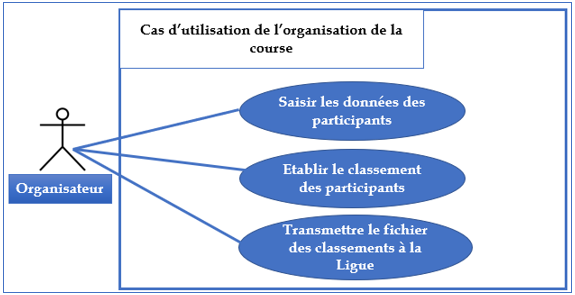 Cas d'utilisation de l'organisation de la
course
Saisir les données des
participants
Organisateur
Etablir le classement
des participants
Transmettre le fichier
des classements à la
Ligue